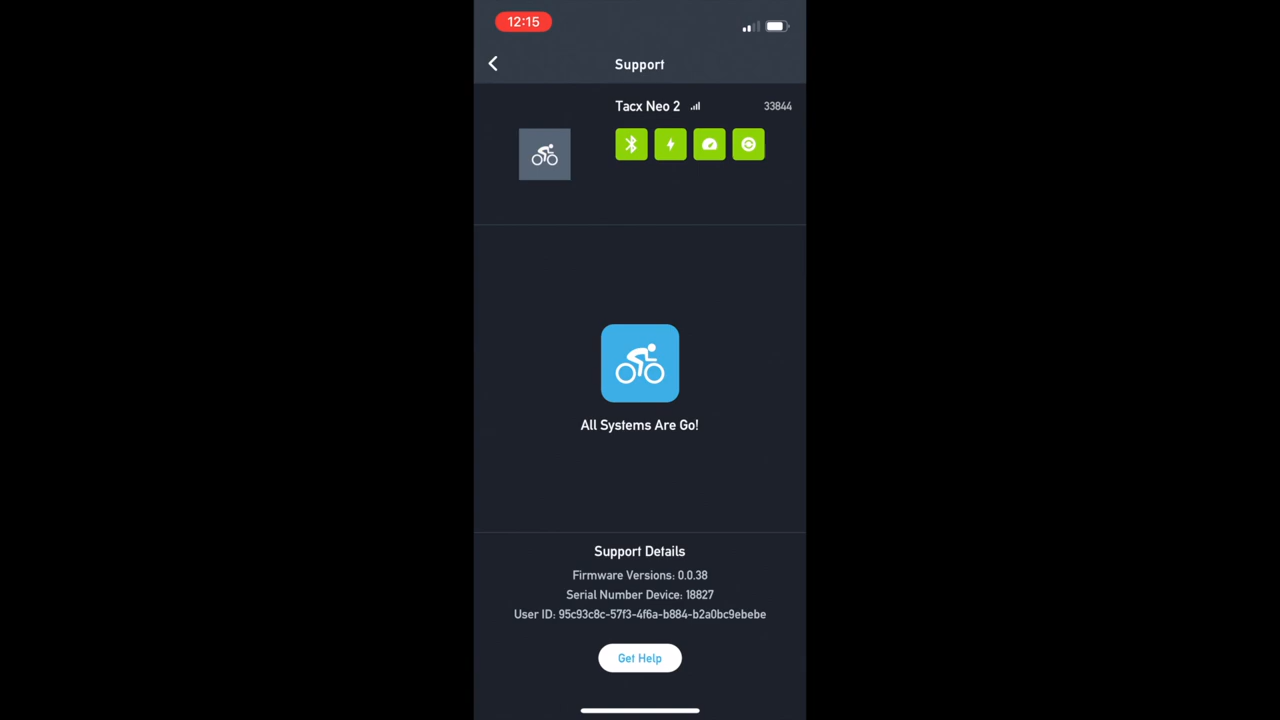 12:15
Support
Tacx Neo 2
33844
All Systems Are Go!
Support Details
Firmware Versions: 0.0.38
Serial Number Device: 18827
User ID: 95c93c8c-57f3-4f6a-b884-b2a0bc9ebebe
Get Help